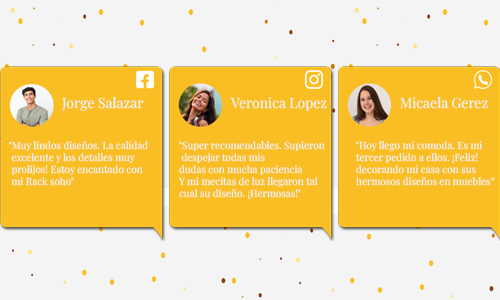 Jorge Salazar
"Muy lindos diseños. La calidad
excelente y los detalles muy
prolijos! Estoy encantado con
mi Rack soho"
Veronica Lopez
"Super recomendables. Supieron
despejar todas mis
dudas con mucha paciencia
Y mi mecitas de luz llegaron tal
cual su diseño. ¡Hermosas!"
Micaela Gerez
"Hoy llego mi comoda. Es mi
tercer pedido a ellos. ¡Feliz!
decorando mi casa con sus
hermosos diseños en muebles"